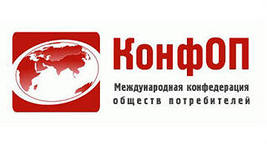 КонфОП
Международная конфедерация
обществ потребителей